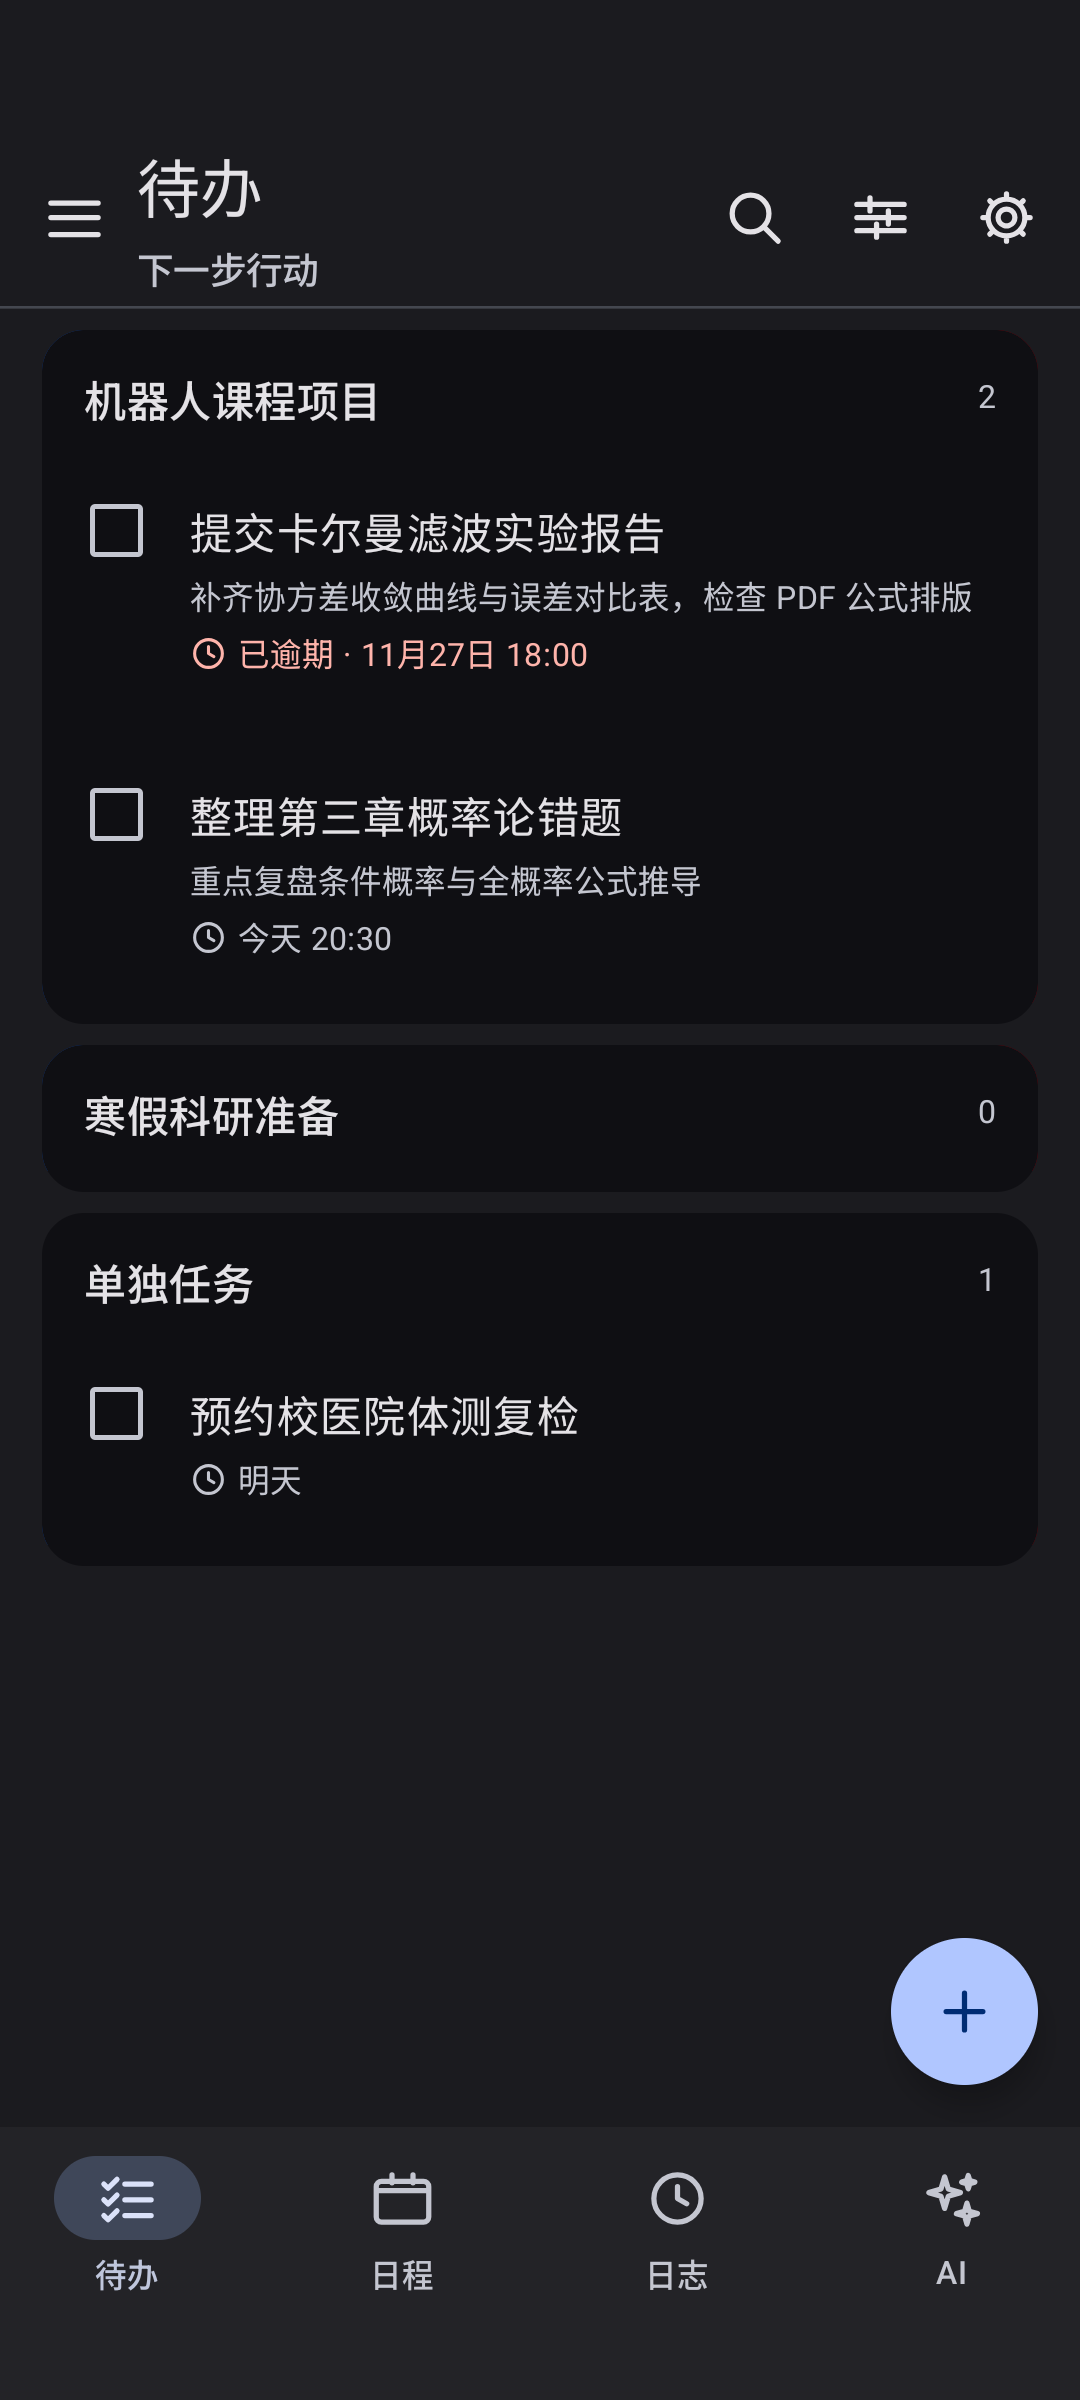 待办
下一步行动
机器人课程项目
2
提交卡尔曼滤波实验报告
补齐协方差收敛曲线与误差对比表，检查 PDF 公式排版
已逾期 · 11月27日 18:00
整理第三章概率论错题
重点复盘条件概率与全概率公式推导
今天 20:30
寒假科研准备
0
单独任务
1
预约校医院体测复检
明天
待办
日程
日志
AI